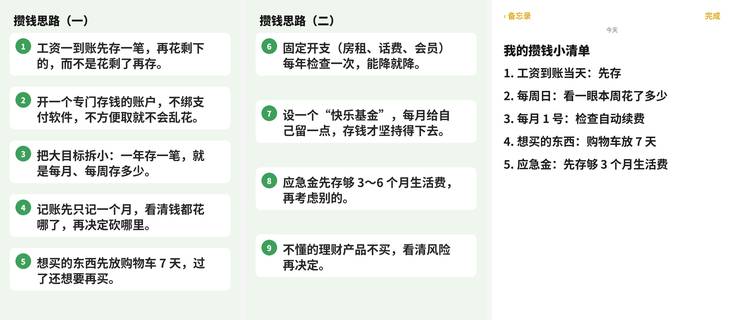 攒钱思路（一）
1 工资一到账先存一笔，再花剩下
的，而不是花剩了再存。
2 开一个专门存钱的账户，不绑支
付软件，不方便取就不会乱花。
3 把大目标拆小：一年存一笔，就
是每月、每周存多少。
4 记账先只记一个月，看清钱都花
哪了，再决定砍哪里。
5 想买的东西先放购物车 7 天，过
了还想要再买。
攒钱思路（二）
6 固定开支（房租、话费、会员）
每年检查一次，能降就降。
7 设一个“快乐基金”，每月给自
己留一点，存钱才坚持得下去。
8 应急金先存够 3～6 个月生活费，
再考虑别的。
9 不懂的理财产品不买，看清风险
再决定。
‹ 备忘录
完成
今天
我的攒钱小清单
1. 工资到账当天：先存
2. 每周日：看一眼本周花了多少
3. 每月 1 号：检查自动续费
4. 想买的东西：购物车放 7 天
5. 应急金：先存够 3 个月生活费